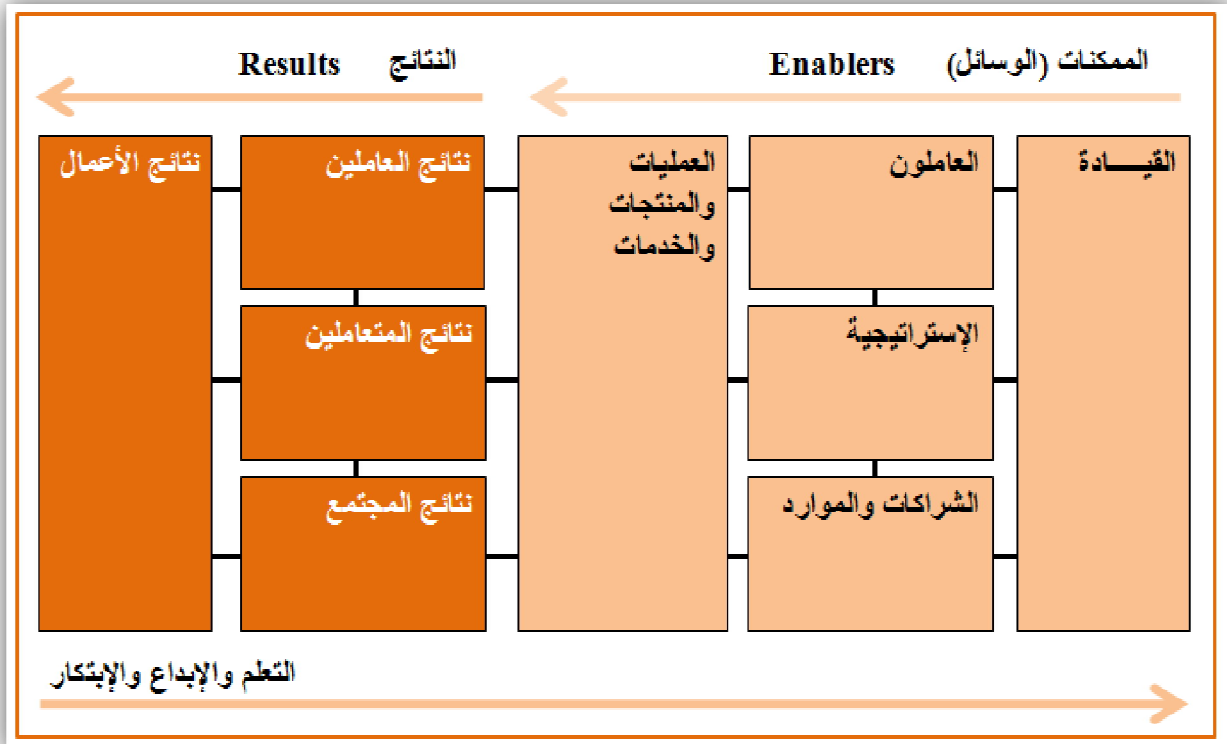 الممكنات (الوسائل) Enablers
النتائج Results
القيـــــادة
العاملون
الإستراتيجية
الشراكات والموارد
العمليات
والمنتجات
والخدمات
نتائج العاملين
نتائج المتعاملين
نتائج المجتمع
نتائج الأعمال
التعلم والإبداع والإبتكار